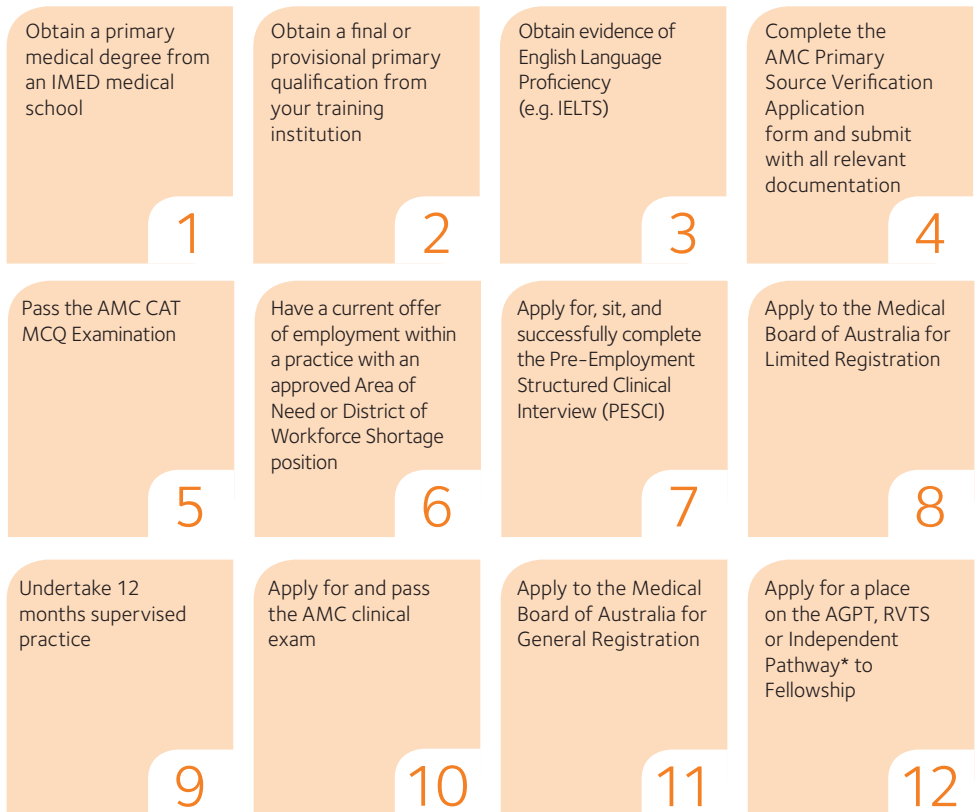 Obtain a primary
medical degree from
an IMED medical
school
1
Obtain a final or
provisional primary
qualification from
your training
institution
2
Obtain evidence of
English Language
Proficiency
(e.g. IELTS)
3
Complete the
AMC Primary
Source Verification
Application
form and submit
with all relevant
documentation
4
Pass the AMC CAT
MCQ Examination
5
Have a current offer
of employment within
a practice with an
approved Area of
Need or District of
Workforce Shortage
position
6
Apply for, sit, and
successfully complete
the Pre-Employment
Structured Clinical
Interview (PESCI)
7
Apply to the Medical
Board of Australia for
Limited Registration
8
Undertake 12
months supervised
practice
9
Apply for and pass
the AMC clinical
exam
10
Apply to the Medical
Board of Australia for
General Registration
11
Apply for a place
on the AGPT, RVTS
or Independent
Pathway* to
Fellowship
12